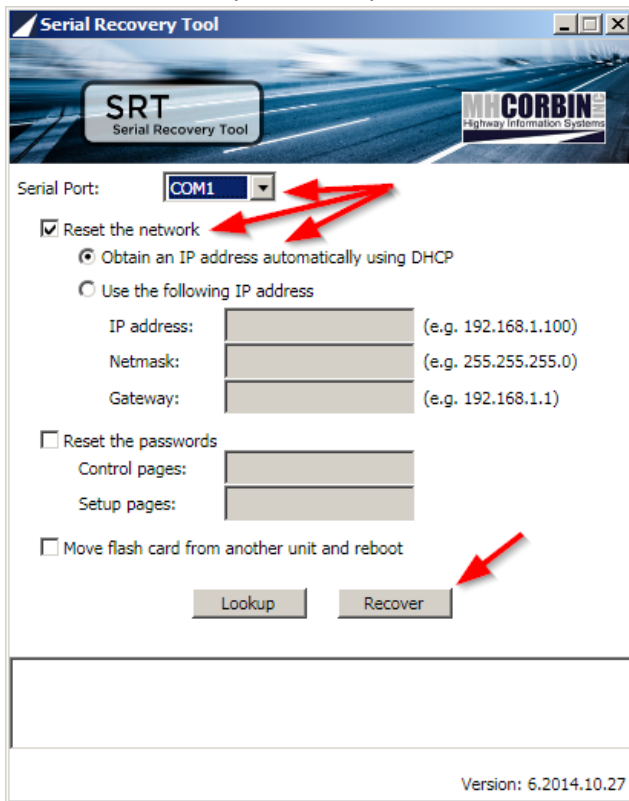 Serial Recovery Tool
SRT
Serial Recovery Tool
MHCORBIN INC
Highway Information Systems
Serial Port: COM1
Reset the network
Obtain an IP address automatically using DHCP
Use the following IP address
IP address: (e.g. 192.168.1.100)
Netmask: (e.g. 255.255.255.0)
Gateway: (e.g. 192.168.1.1)
Reset the passwords
Control pages:
Setup pages:
Move flash card from another unit and reboot
Lookup Recover
Version: 6.2014.10.27